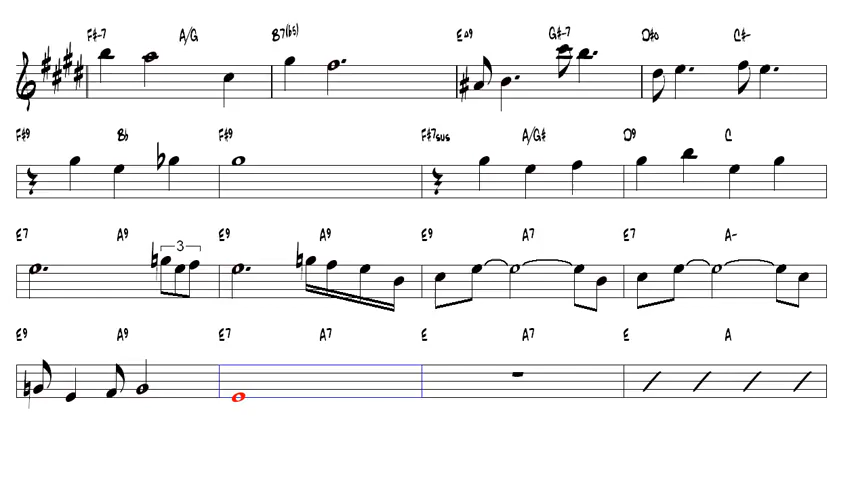 F#-7 A/G B7(b5) E△9 G#-7 D#o C#-
F#9 Bb F#9 F#7sus A/G# D9 C
3
E7 A9 E9 A9 E9 A7 E7 A-
E9 A9 E7 A7 E A7 E A